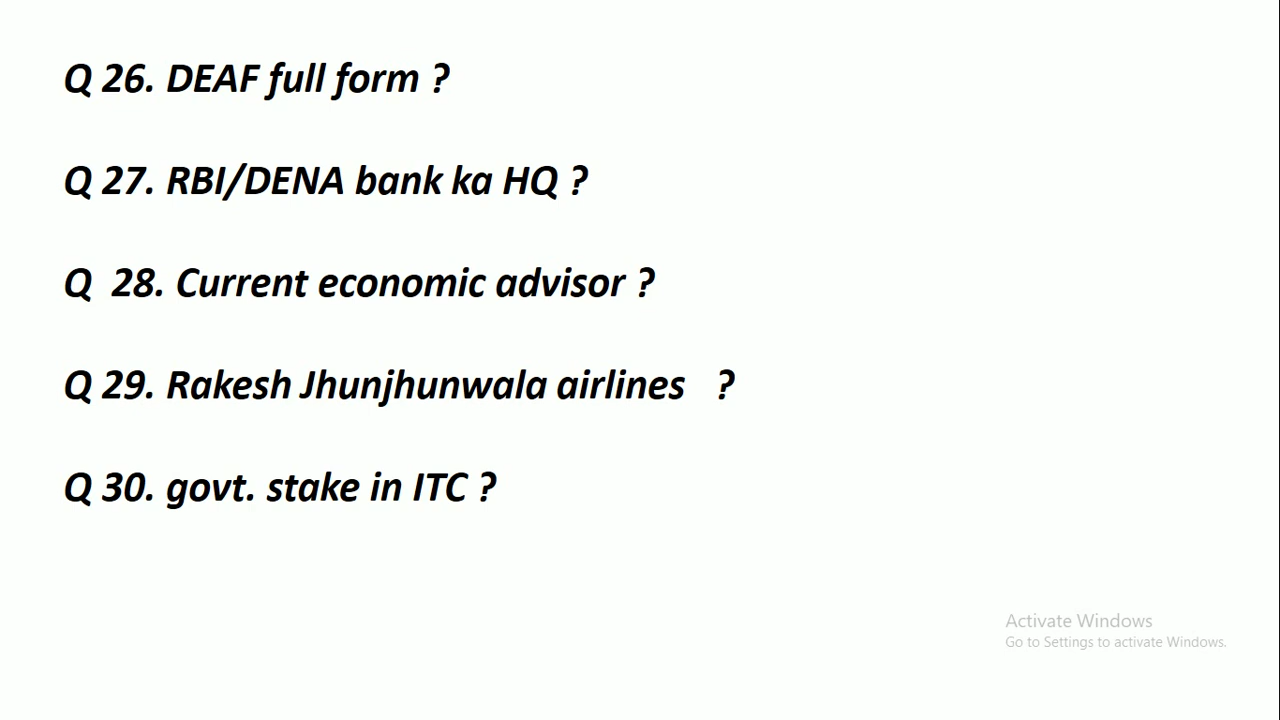 Q 26. DEAF full form ?
Q 27. RBI/DENA bank ka HQ ?
Q  28. Current economic advisor ?
Q 29. Rakesh Jhunjhunwala airlines   ?
Q 30. govt. stake in ITC ?
Activate Windows
Go to Settings to activate Windows.